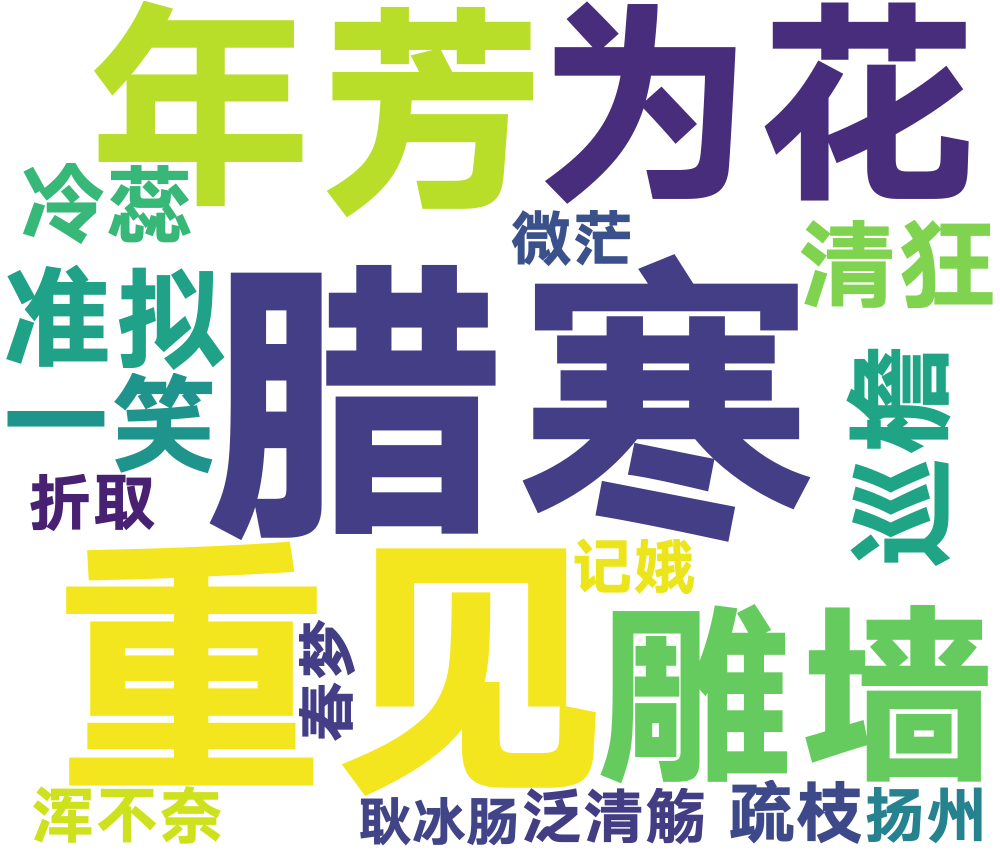 年芳
为花
冷蕊
微茫
清狂
准拟
腊寒
一笑
巡檐
折取
重见
记娥
春梦
雕墙
浑不奈
耿冰肠
泛清觞
疏枝
扬州